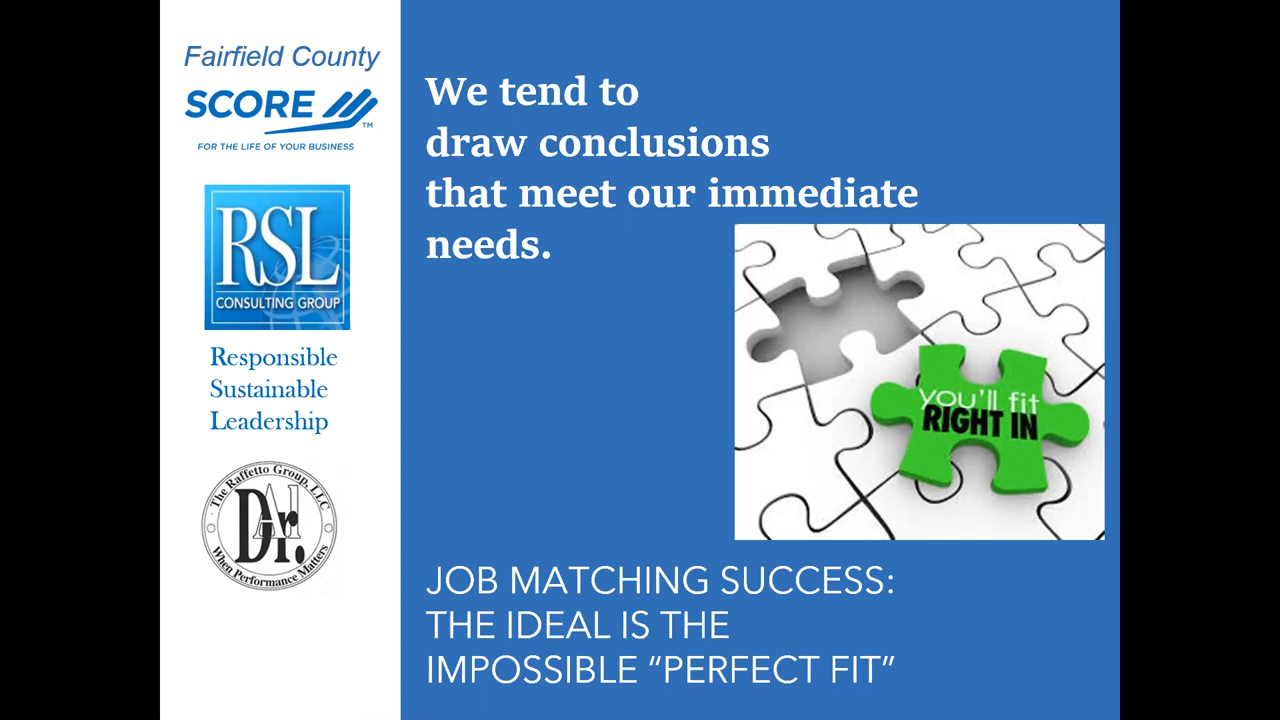 Fairfield County
SCORE
TM
FOR THE LIFE OF YOUR BUSINESS
RSL
CONSULTING GROUP
Responsible
Sustainable
Leadership
The Raffetto Group, LLC
Dr. Al
When Performance Matters
We tend to
draw conclusions
that meet our immediate
needs.
you'll fit
RIGHT IN
JOB MATCHING SUCCESS:
THE IDEAL IS THE
IMPOSSIBLE “PERFECT FIT”